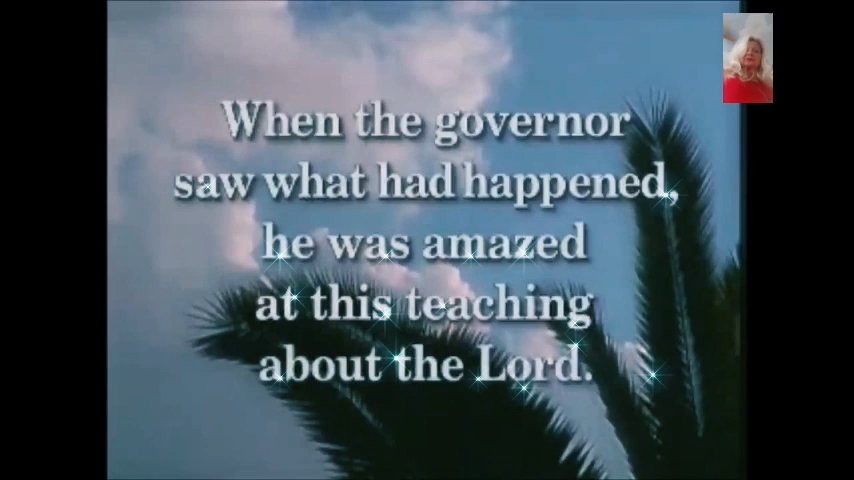 When the governor
saw what had happened,
he was amazed
at this teaching
about the Lord.